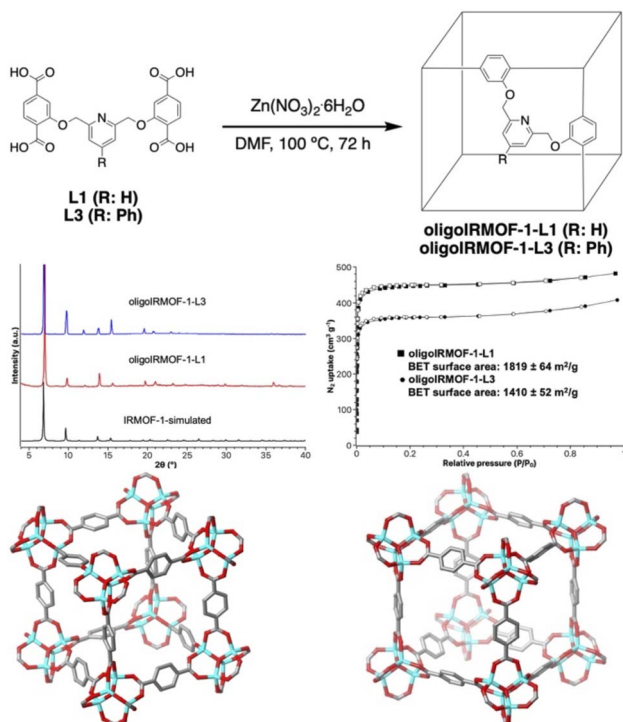 OH
O
O
OH
N
O
O
HO
O
R
O
OH
L1 (R: H)
L3 (R: Ph)
Zn(NO₃)₂·6H₂O
DMF, 100 ºC, 72 h
O
N
R
O
oligoIRMOF-1-L1 (R: H)
oligoIRMOF-1-L3 (R: Ph)
Intensity (a.u.)
oligoIRMOF-1-L3
oligoIRMOF-1-L1
IRMOF-1-simulated
5 10 15 20 25 30 35 40
2θ (°)
N₂ uptake (cm³ g⁻¹)
500
400
300
200
100
0
oligoIRMOF-1-L1
BET surface area: 1819 ± 64 m²/g
oligoIRMOF-1-L3
BET surface area: 1410 ± 52 m²/g
0 0.2 0.4 0.6 0.8 1
Relative pressure (P/P₀)